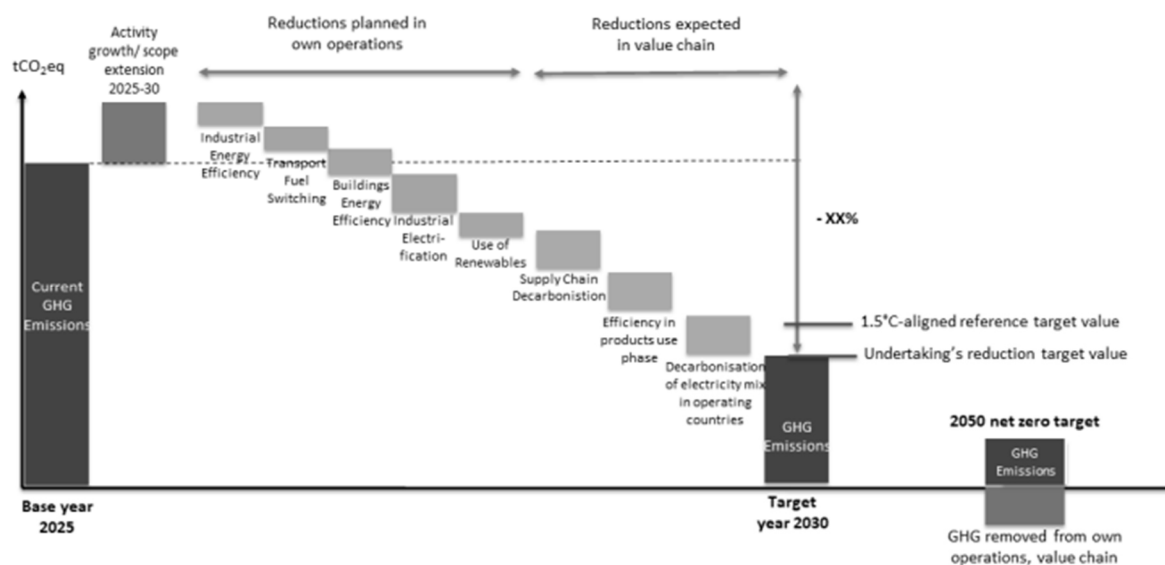 tCO₂eq
Activity
growth/ scope
extension
2025-30
Reductions planned in
own operations
Reductions expected
in value chain
Industrial
Energy
Efficiency
Transport
Fuel
Switching
Buildings
Energy
Efficiency
Industrial
Electri-
fication
Use of
Renewables
Supply Chain
Decarbonistion
Efficiency in
products use
phase
Decarbonisation
of electricity mix
in operating
countries
- XX%
1.5°C-aligned reference target value
Undertaking's reduction target value
Current
GHG
Emissions
GHG
Emissions
2050 net zero target
GHG
Emissions
Base year
2025
Target
year 2030
GHG removed from own
operations, value chain